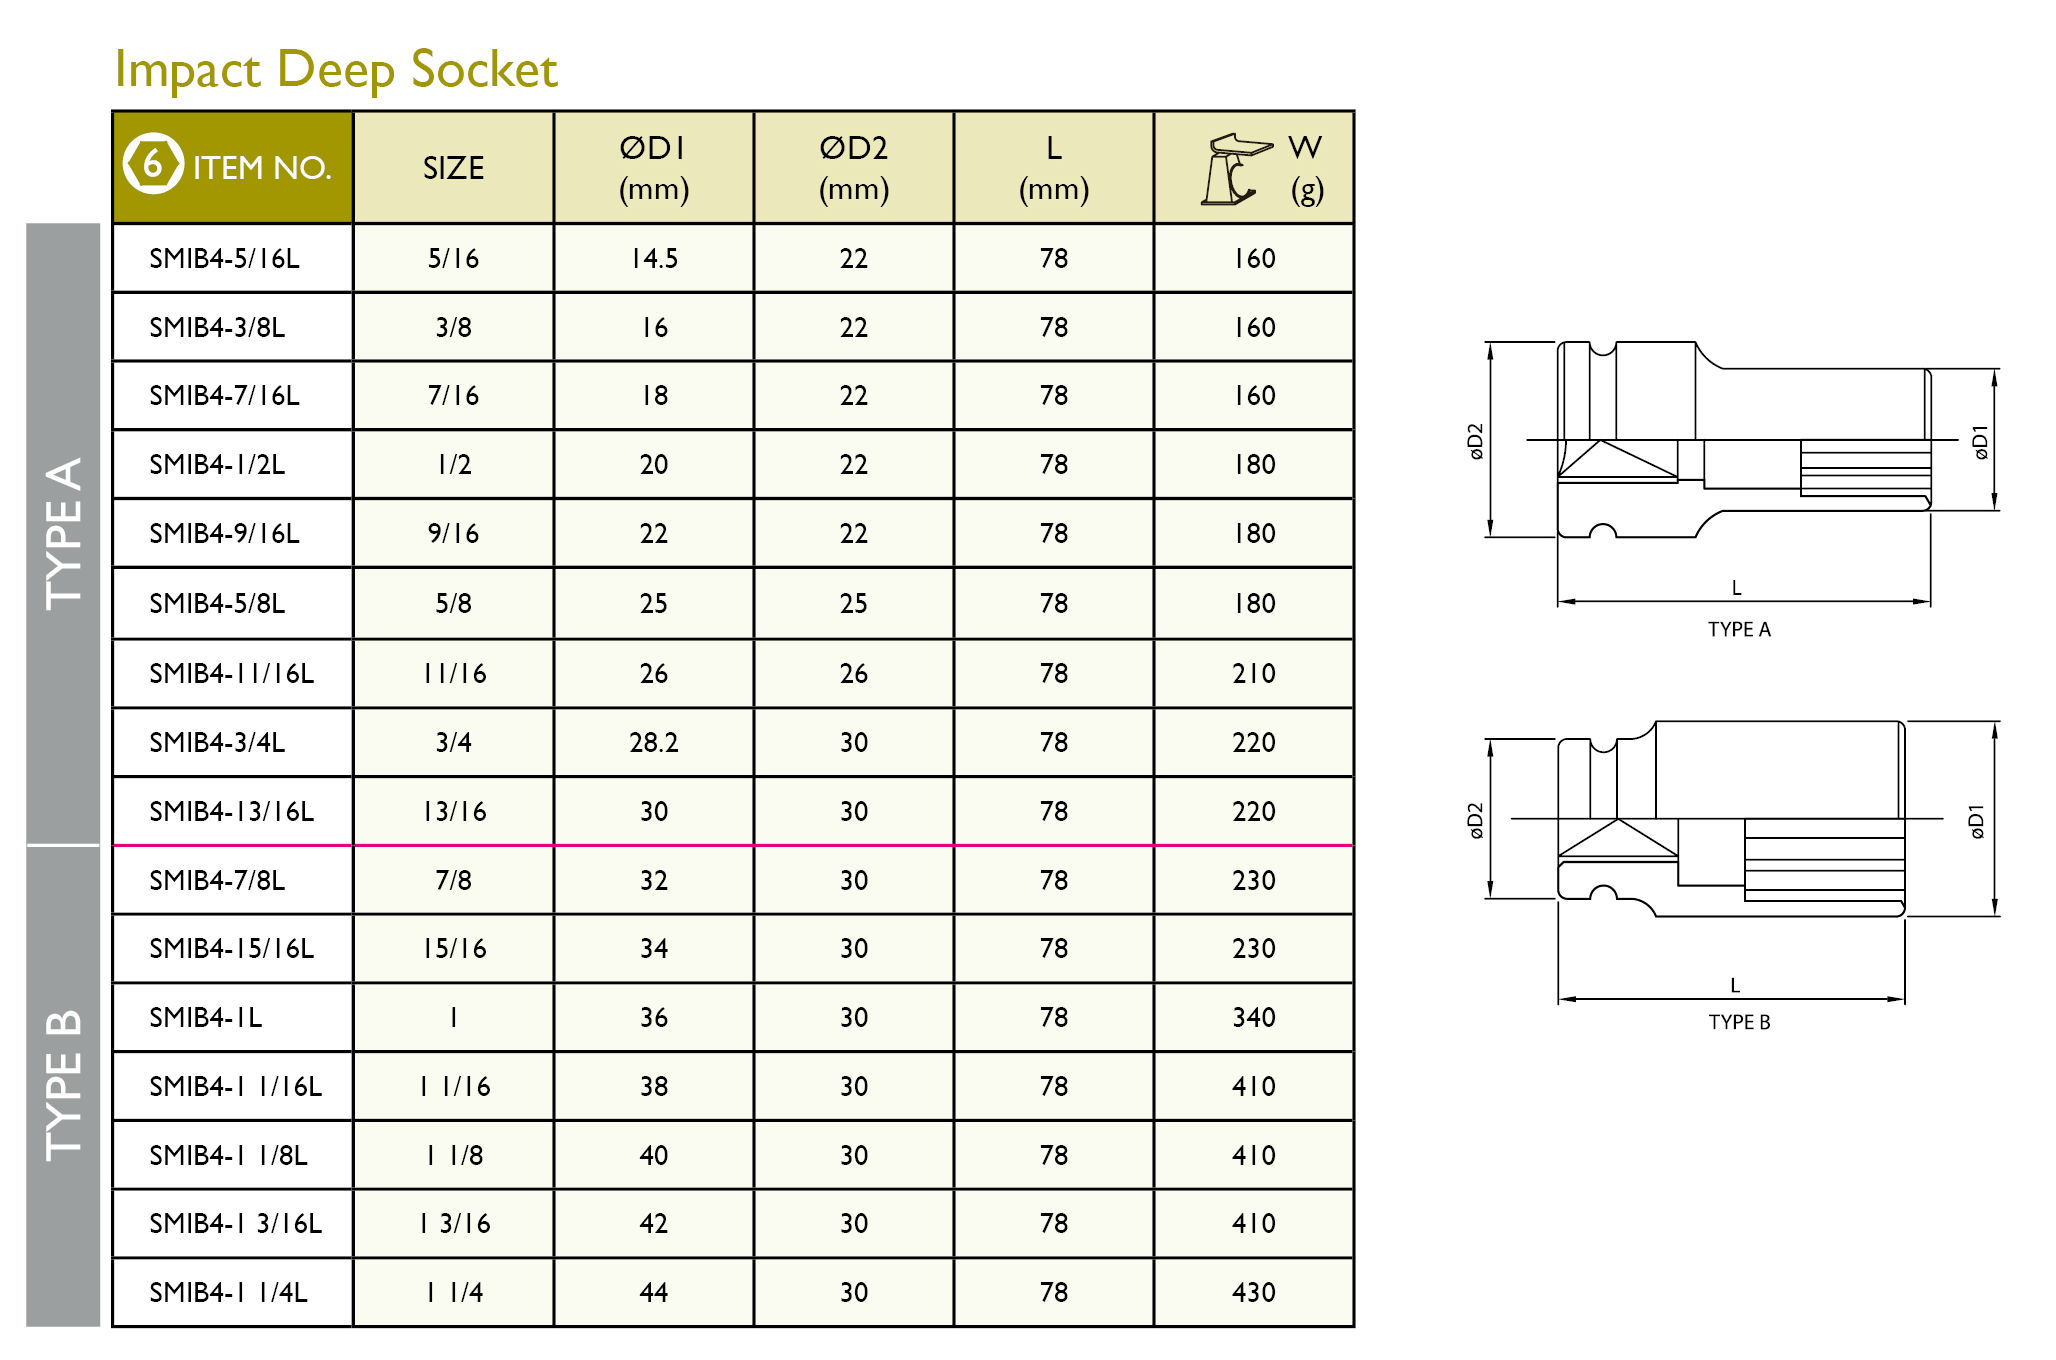 Impact Deep Socket
6 ITEM NO. SIZE ØD1 (mm) ØD2 (mm) L (mm) W (g)
TYPE A
SMIB4-5/16L 5/16 14.5 22 78 160
SMIB4-3/8L 3/8 16 22 78 160
SMIB4-7/16L 7/16 18 22 78 160
SMIB4-1/2L 1/2 20 22 78 180
SMIB4-9/16L 9/16 22 22 78 180
SMIB4-5/8L 5/8 25 25 78 180
SMIB4-11/16L 11/16 26 26 78 210
SMIB4-3/4L 3/4 28.2 30 78 220
SMIB4-13/16L 13/16 30 30 78 220
TYPE B
SMIB4-7/8L 7/8 32 30 78 230
SMIB4-15/16L 15/16 34 30 78 230
SMIB4-1L 1 36 30 78 340
SMIB4-1 1/16L 1 1/16 38 30 78 410
SMIB4-1 1/8L 1 1/8 40 30 78 410
SMIB4-1 3/16L 1 3/16 42 30 78 410
SMIB4-1 1/4L 1 1/4 44 30 78 430
øD2
øD1
L
TYPE A
øD2
øD1
L
TYPE B